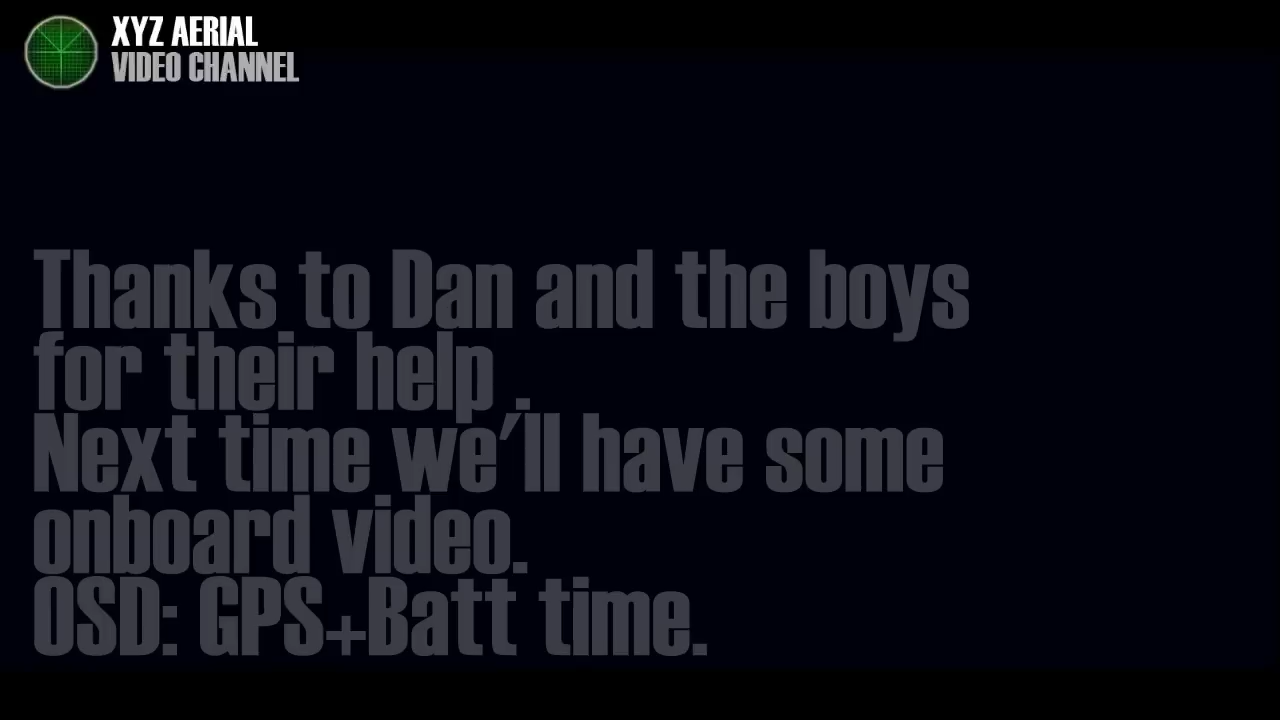 XYZ AERIAL
VIDEO CHANNEL
Thanks to Dan and the boys
for their help .
Next time we'll have some
onboard video.
OSD: GPS+Batt time.